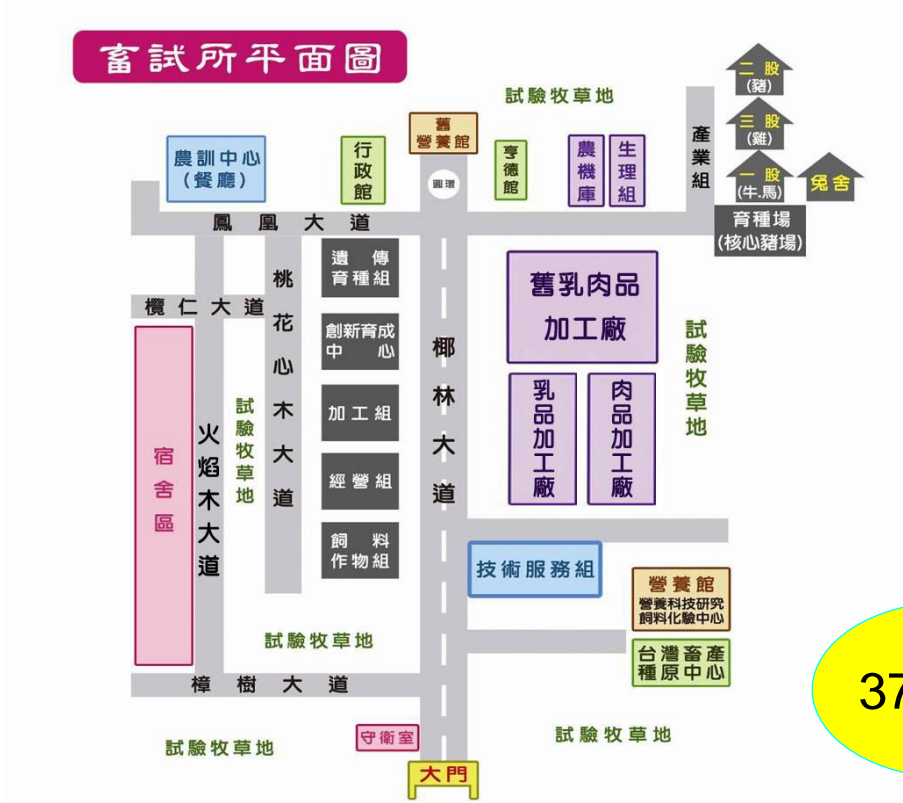 畜試所平面圖
二股
(豬)
試驗牧草地
三股
(雞)
舊
營養館
農訓中心
(餐廳)
行政館
亨德館
農機庫
生理組
產業組
一股
(牛.馬)
兔舍
圓環
鳳凰大道
育種場
(核心豬場)
遺傳
育種組
桃花心木大道
舊乳肉品
加工廠
欖仁大道
創新育成
中心
椰林大道
試驗牧草地
乳品加工廠
肉品加工廠
加工組
試驗牧草地
火焰木大道
宿舍區
經營組
飼料
作物組
技術服務組
營養館
營養科技研究
飼料化驗中心
試驗牧草地
台灣畜產
種原中心
樟樹大道
37
守衛室
試驗牧草地
試驗牧草地
大門